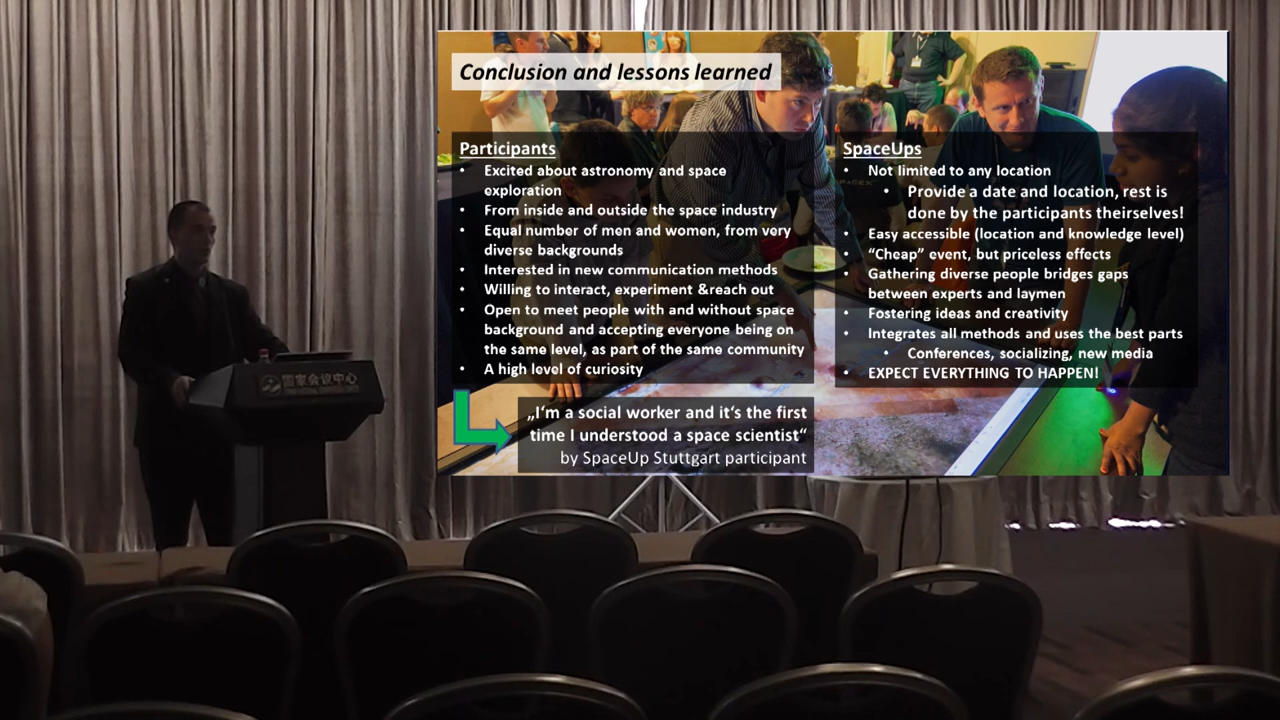 Conclusion and lessons learned
Participants
• Excited about astronomy and space
exploration
• From inside and outside the space industry
• Equal number of men and women, from very
diverse backgrounds
• Interested in new communication methods
• Willing to interact, experiment &reach out
• Open to meet people with and without space
background and accepting everyone being on
the same level, as part of the same community
• A high level of curiosity
„I‘m a social worker and it‘s the first
time I understood a space scientist“
by SpaceUp Stuttgart participant
SpaceUps
• Not limited to any location
• Provide a date and location, rest is
done by the participants theirselves!
• Easy accessible (location and knowledge level)
• “Cheap” event, but priceless effects
• Gathering diverse people bridges gaps
between experts and laymen
• Fostering ideas and creativity
• Integrates all methods and uses the best parts
• Conferences, socializing, new media
• EXPECT EVERYTHING TO HAPPEN!
国家会议中心